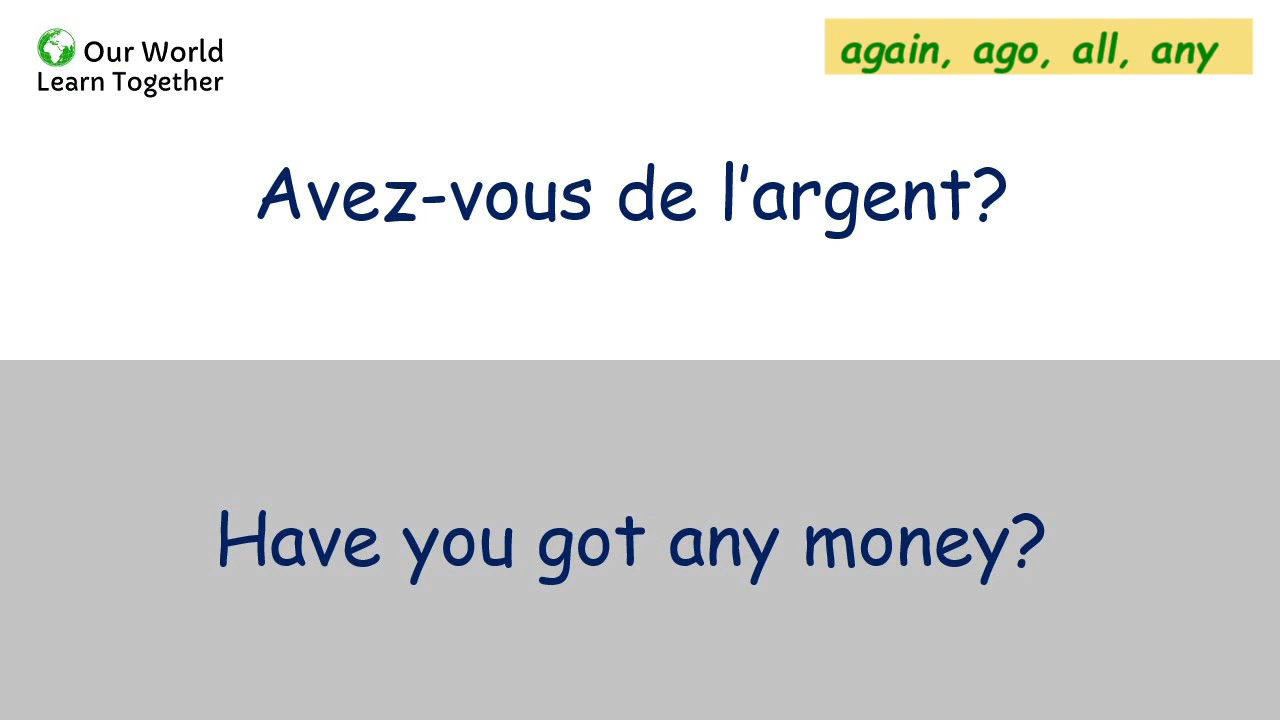 Our World
Learn Together
again, ago, all, any
Avez-vous de l’argent?
Have you got any money?